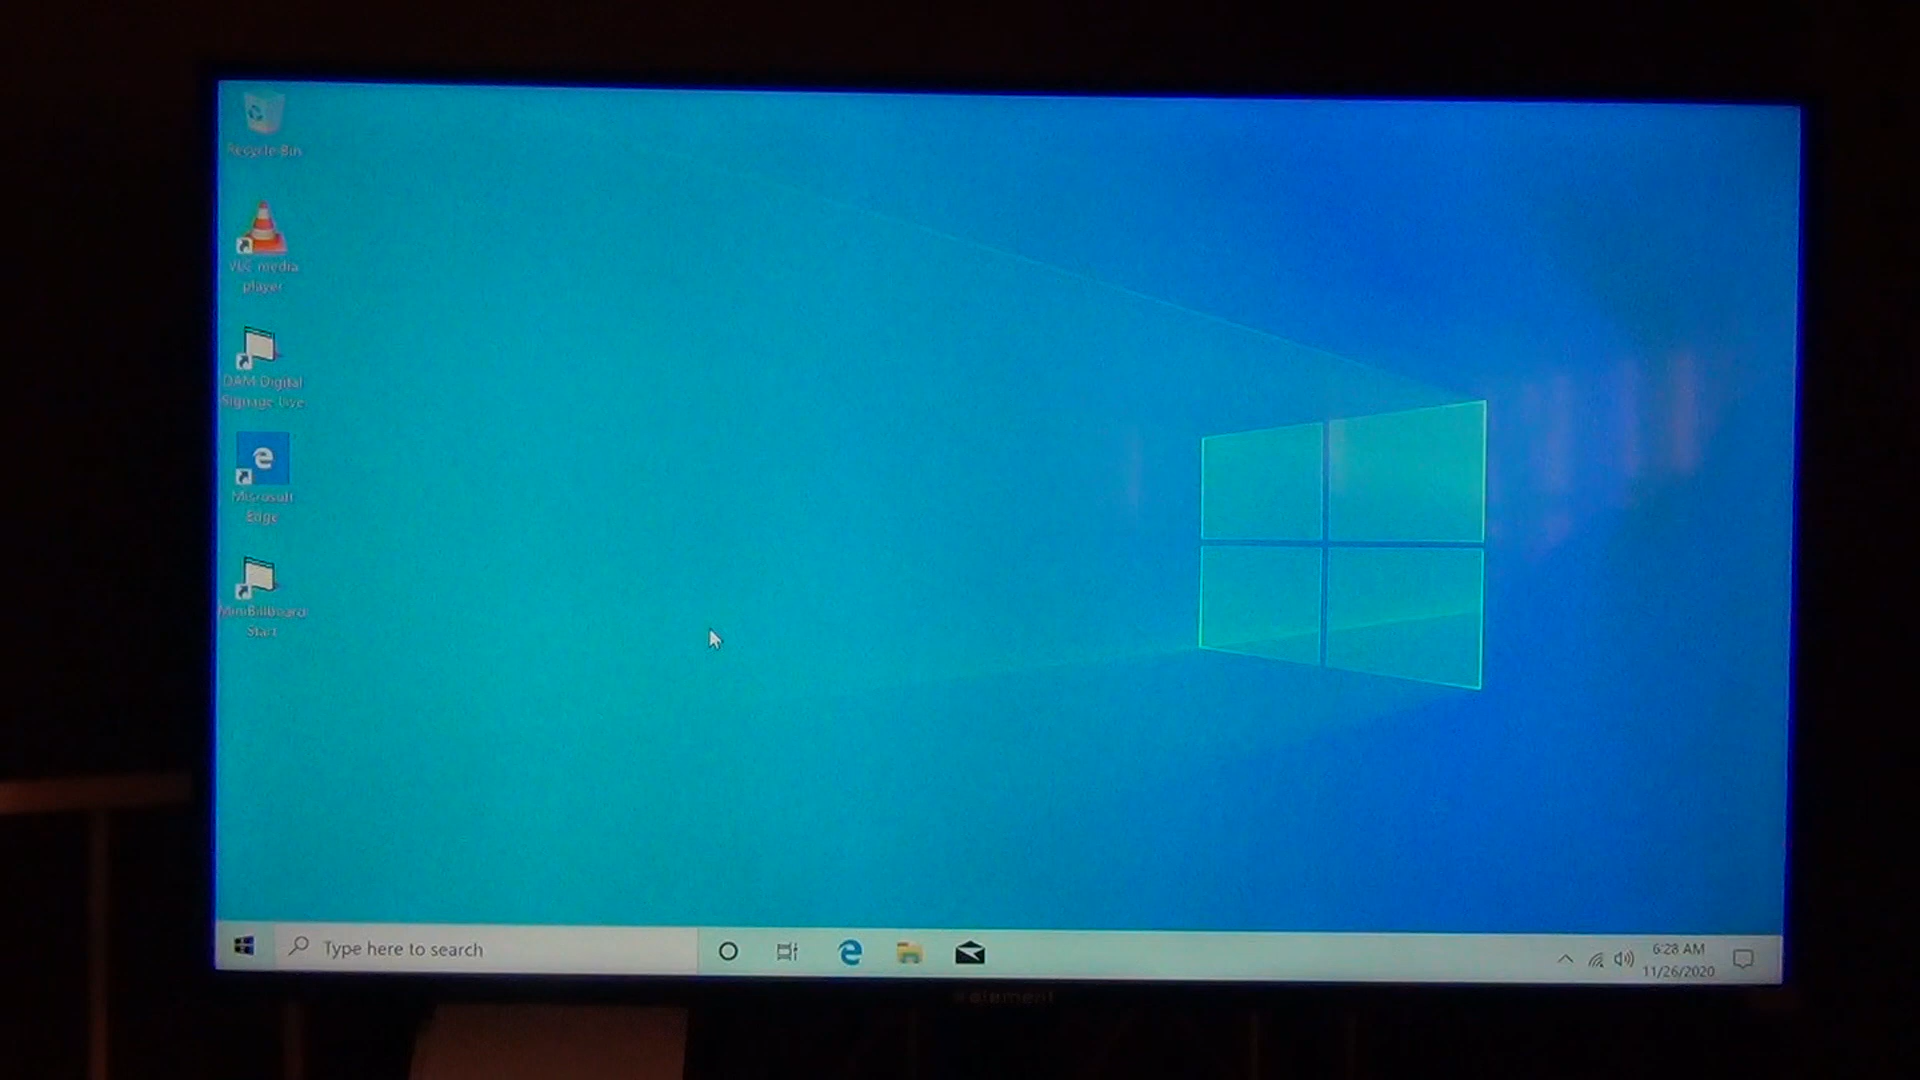 Recycle Bin
VLC media
player
DAM Digital
Signage Live
Microsoft
Edge
MiniBillboard
Start
Type here to search
6:28 AM
11/26/2020
element